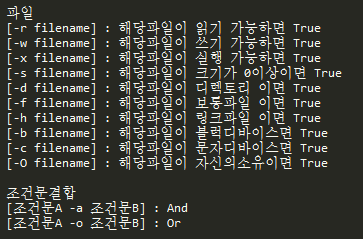 파일
[-r filename] : 해당파일이 읽기 가능하면 True
[-w filename] : 해당파일이 쓰기 가능하면 True
[-x filename] : 해당파일이 실행 가능하면 True
[-s filename] : 해당파일이 크기가 0이상이면 True
[-d filename] : 해당파일이 디렉토리 이면 True
[-f filename] : 해당파일이 보통파일 이면 True
[-h filename] : 해당파일이 링크파일 이면 True
[-b filename] : 해당파일이 블럭디바이스면 True
[-c filename] : 해당파일이 문자디바이스면 True
[-O filename] : 해당파일이 자신의소유이면 True

조건문결합
[조건문A -a 조건문B] : And
[조건문A -o 조건문B] : Or